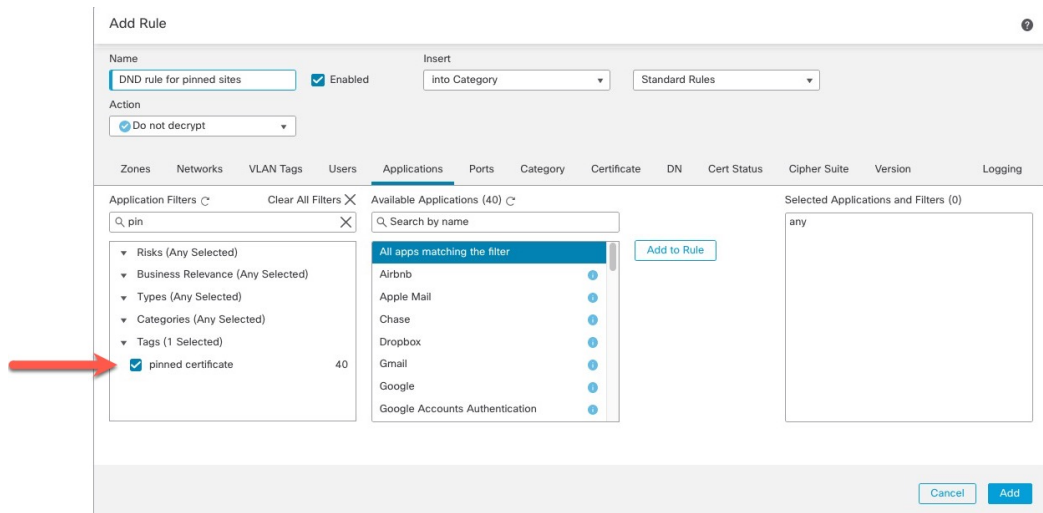 Add Rule
Name
Insert
DND rule for pinned sites
Enabled
into Category
Standard Rules
Action
Do not decrypt
Zones Networks VLAN Tags Users Applications Ports Category Certificate DN Cert Status Cipher Suite Version Logging
Application Filters
Clear All Filters
pin
Risks (Any Selected)
Business Relevance (Any Selected)
Types (Any Selected)
Categories (Any Selected)
Tags (1 Selected)
pinned certificate 40
Available Applications (40)
Search by name
All apps matching the filter
Airbnb
Apple Mail
Chase
Dropbox
Gmail
Google
Google Accounts Authentication
Add to Rule
Selected Applications and Filters (0)
any
Cancel
Add